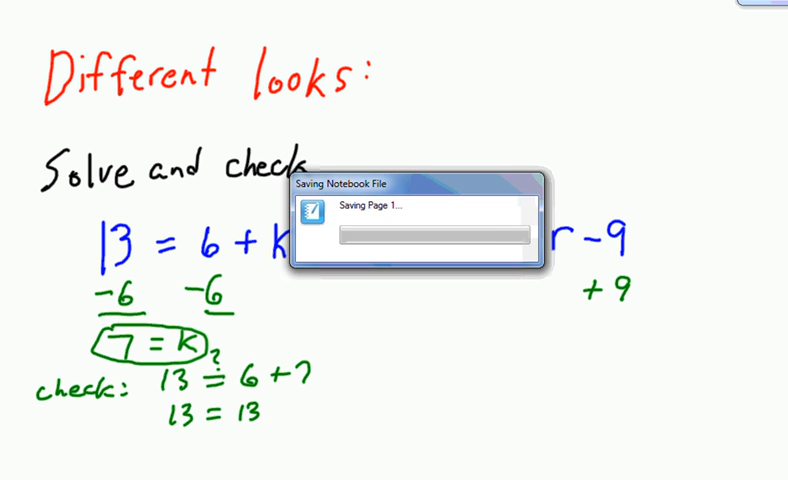 Different looks:
Solve and check
Saving Notebook File
Saving Page 1...
13 = 6 + k
r - 9
-6 -6
+ 9
7 = k
check: 13 ≟ 6 + 7
13 = 13